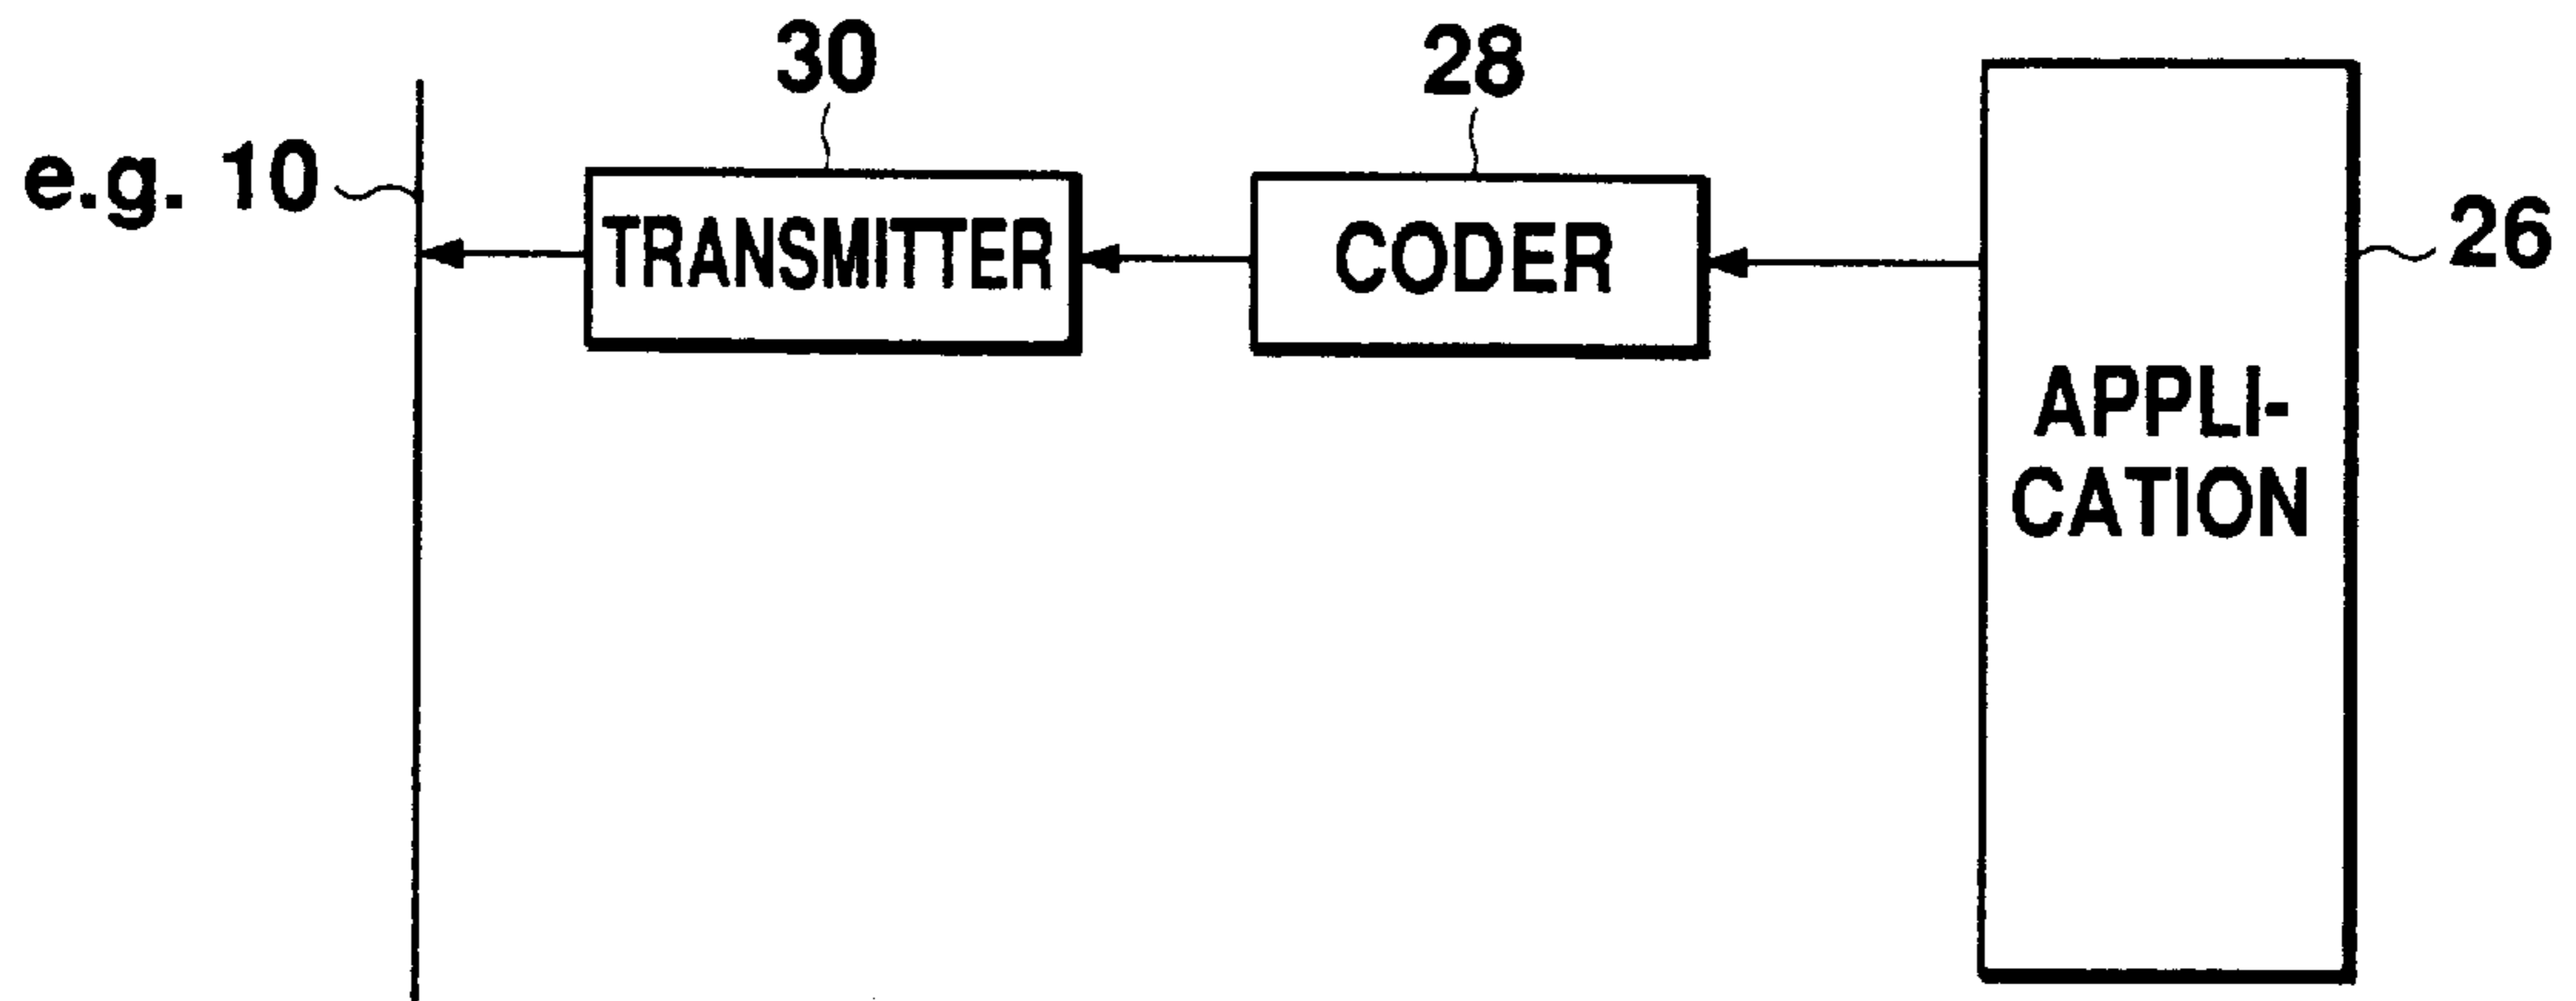 30
28
e.g. 10
TRANSMITTER
CODER
26
APPLI-
CATION